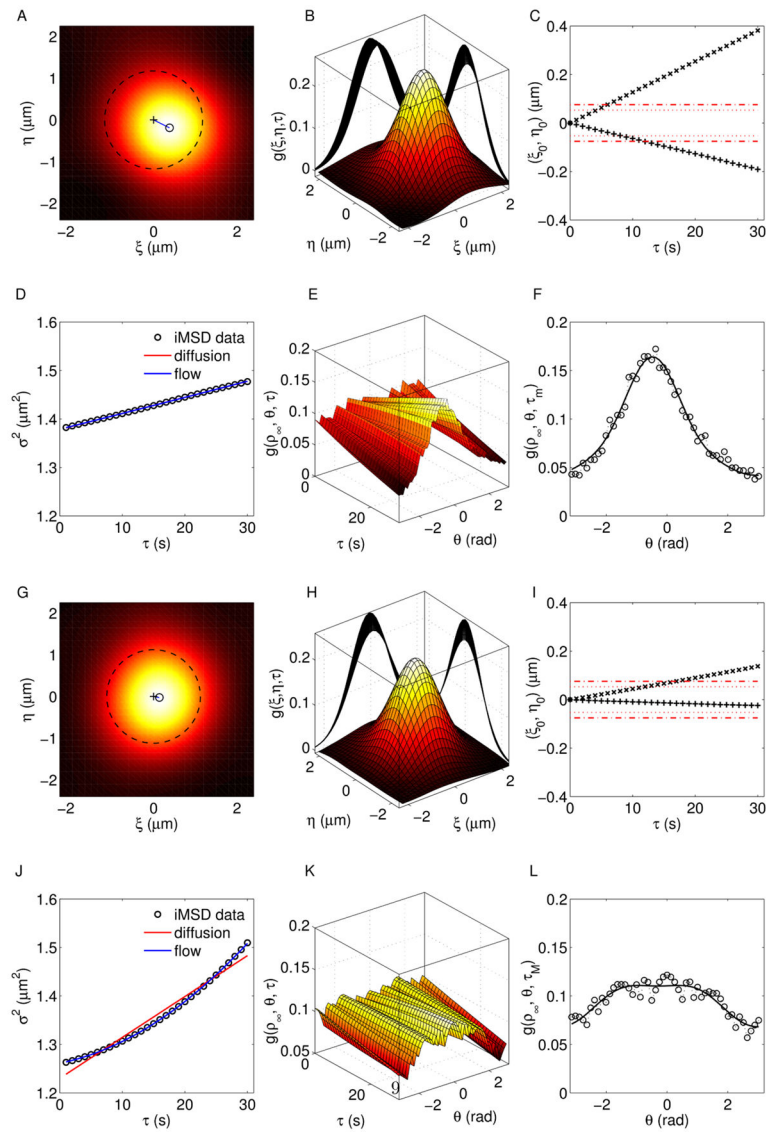 A
B
C
η (μm)
2
1
0
−1
−2
−2
0
2
ξ (μm)
g(ξ,η,τ)
0.2
0.1
0
2
0
−2
η (μm)
−2
0
2
ξ (μm)
(ξ₀, η₀) (μm)
0.4
0.2
0
−0.2
−0.4
0
10
20
30
τ (s)
D
E
F
σ² (μm²)
1.6
1.5
1.4
1.3
1.2
iMSD data
diffusion
flow
0
10
20
30
τ (s)
g(ρ∞, θ, τ)
0.2
0.15
0.1
0.05
0
0
20
τ (s)
−2
0
2
θ (rad)
g(ρ∞, θ, τm)
0.2
0.15
0.1
0.05
0
−2
0
2
θ (rad)
G
H
I
η (μm)
2
1
0
−1
−2
−2
0
2
ξ (μm)
g(ξ,η,τ)
0.2
0.1
0
2
0
−2
η (μm)
−2
0
2
ξ (μm)
(ξ₀, η₀) (μm)
0.4
0.2
0
−0.2
−0.4
0
10
20
30
τ (s)
J
K
L
σ² (μm²)
1.6
1.5
1.4
1.3
1.2
iMSD data
diffusion
flow
0
10
20
30
τ (s)
g(ρ∞, θ, τ)
0.2
0.15
0.1
0.05
0
20
9
τ (s)
−2
0
2
θ (rad)
g(ρ∞, θ, τM)
0.2
0.15
0.1
0.05
0
−2
0
2
θ (rad)